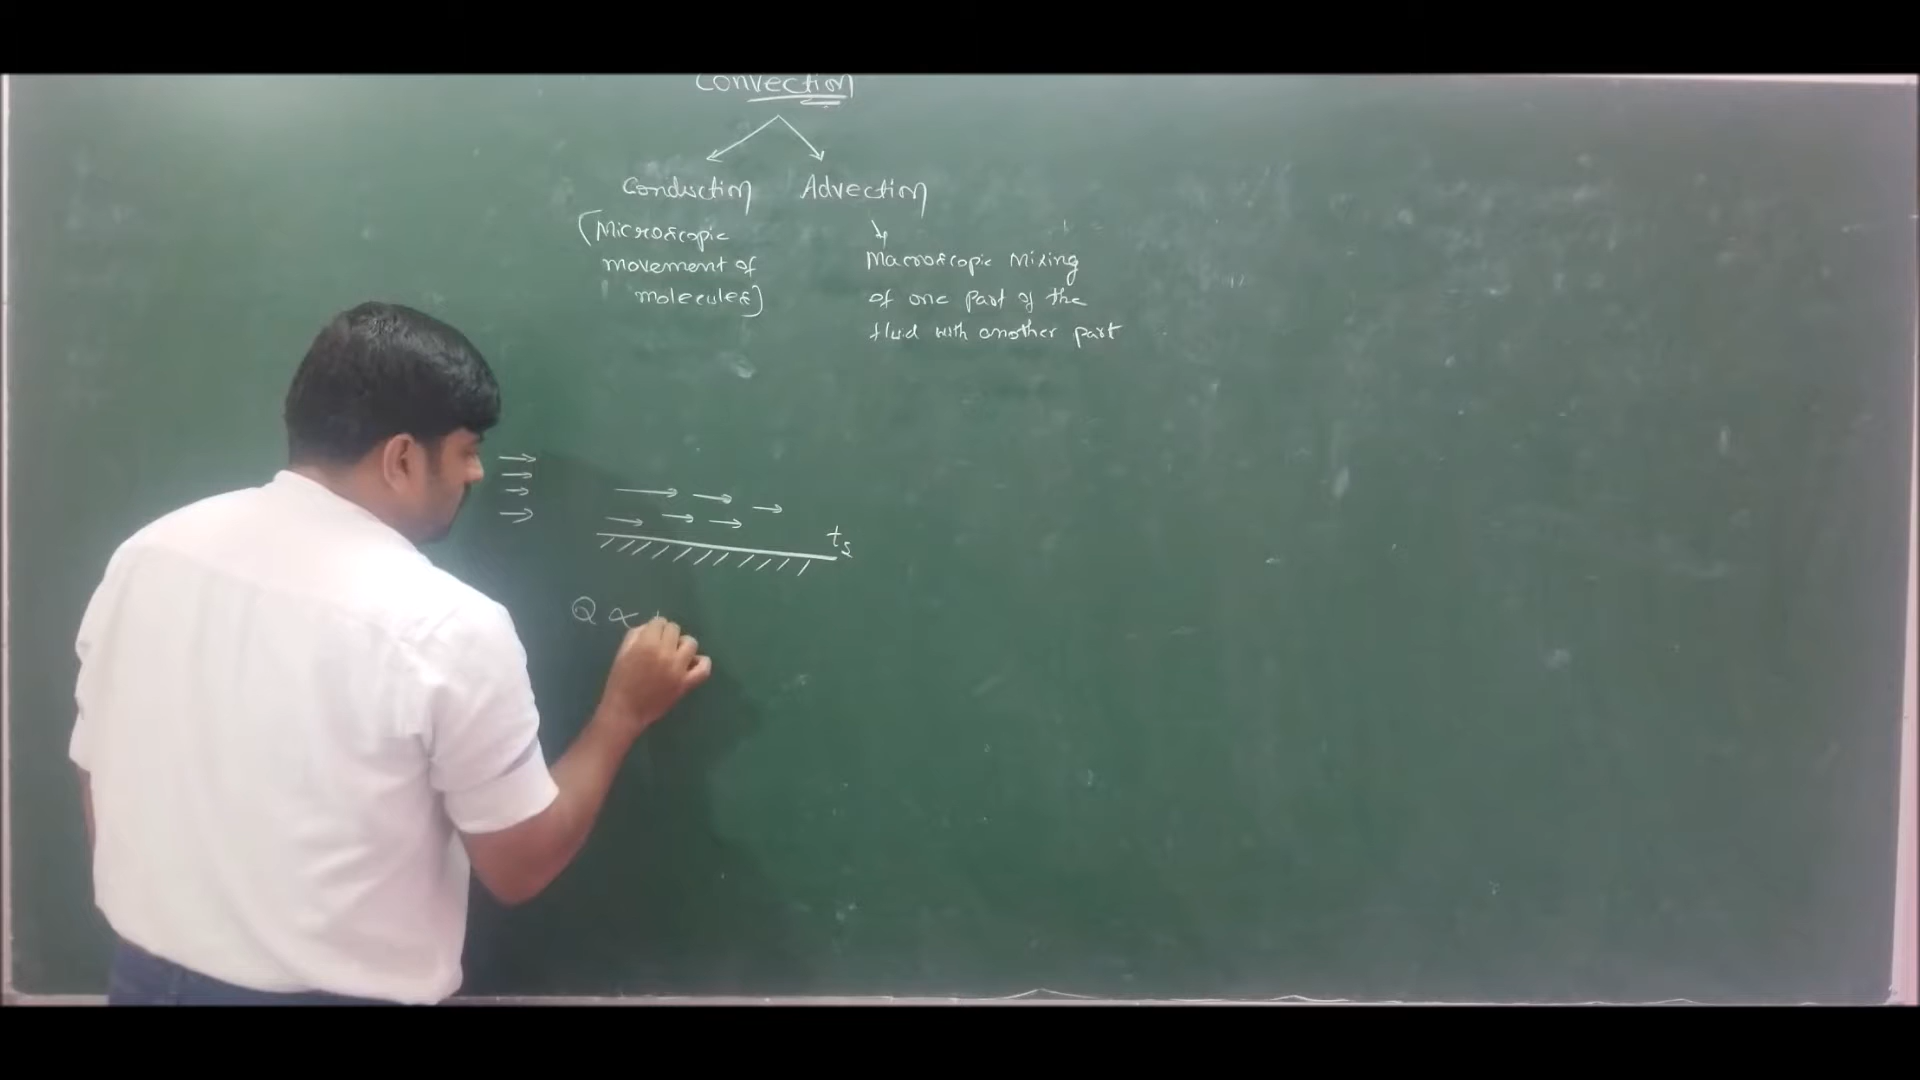 Convection
Conduction Advection
(Microscopic
movement of
molecules]
Macroscopic Mixing
of one part of the
fluid with another part
ts
Q ∝